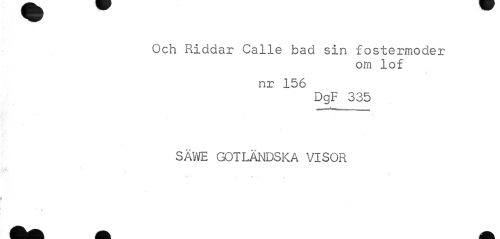 Och Riddar Calle bad sin fostermoder
om lof
nr 156
DgF 335
SÄWE GOTLÄNDSKA VISOR